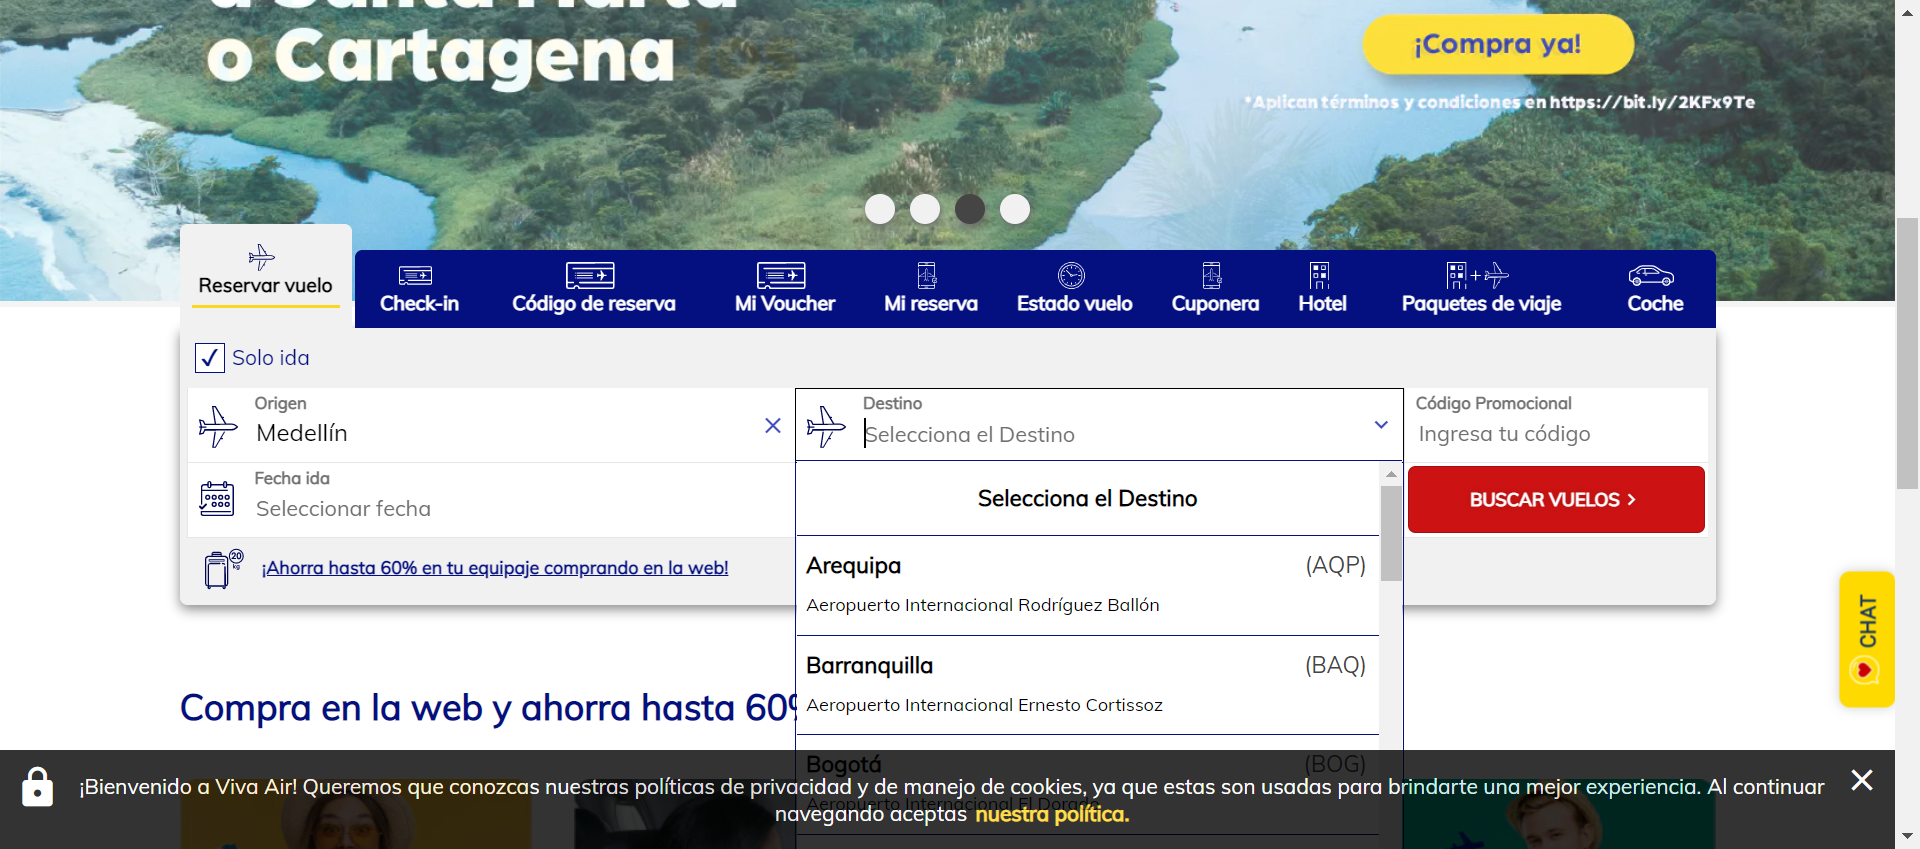 a Santa Marta
o Cartagena
¡Compra ya!
*Aplican términos y condiciones en https://bit.ly/2KFx9Te
Reservar vuelo
Check-in
Código de reserva
Mi Voucher
Mi reserva
Estado vuelo
Cuponera
Hotel
Paquetes de viaje
Coche
Solo ida
Origen
Medellín
Destino
Selecciona el Destino
Código Promocional
Ingresa tu código
Fecha ida
Seleccionar fecha
BUSCAR VUELOS
20
kg
¡Ahorra hasta 60% en tu equipaje comprando en la web!
Selecciona el Destino
Arequipa (AQP)
Aeropuerto Internacional Rodríguez Ballón
Barranquilla (BAQ)
Aeropuerto Internacional Ernesto Cortissoz
Bogotá (BOG)
Aeropuerto Internacional El Dorado
Compra en la web y ahorra hasta 60%
CHAT
¡Bienvenido a Viva Air! Queremos que conozcas nuestras políticas de privacidad y de manejo de cookies, ya que estas son usadas para brindarte una mejor experiencia. Al continuar
navegando aceptas nuestra política.